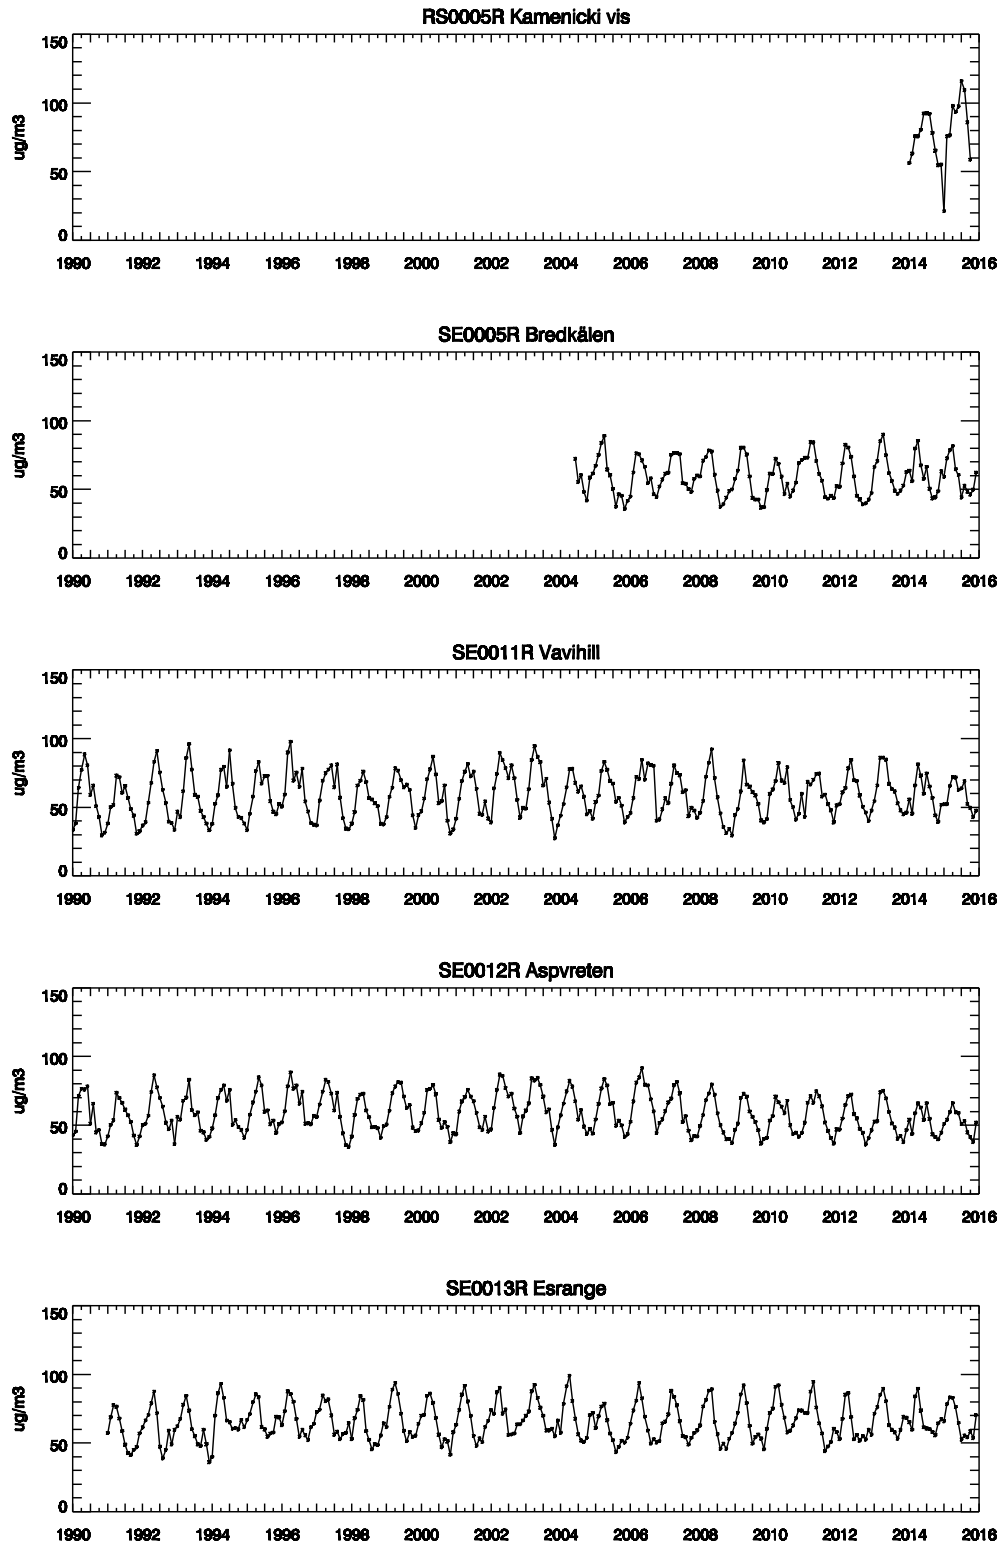 RS0005R Kamenicki vis
150
100
50
0
ug/m3
1990 1992 1994 1996 1998 2000 2002 2004 2006 2008 2010 2012 2014 2016
SE0005R Bredkälen
150
100
50
0
ug/m3
1990 1992 1994 1996 1998 2000 2002 2004 2006 2008 2010 2012 2014 2016
SE0011R Vavihill
150
100
50
0
ug/m3
1990 1992 1994 1996 1998 2000 2002 2004 2006 2008 2010 2012 2014 2016
SE0012R Aspvreten
150
100
50
0
ug/m3
1990 1992 1994 1996 1998 2000 2002 2004 2006 2008 2010 2012 2014 2016
SE0013R Esrange
150
100
50
0
ug/m3
1990 1992 1994 1996 1998 2000 2002 2004 2006 2008 2010 2012 2014 2016